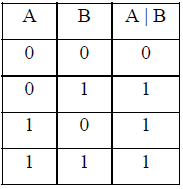 A B A | B
0 0 0
0 1 1
1 0 1
1 1 1